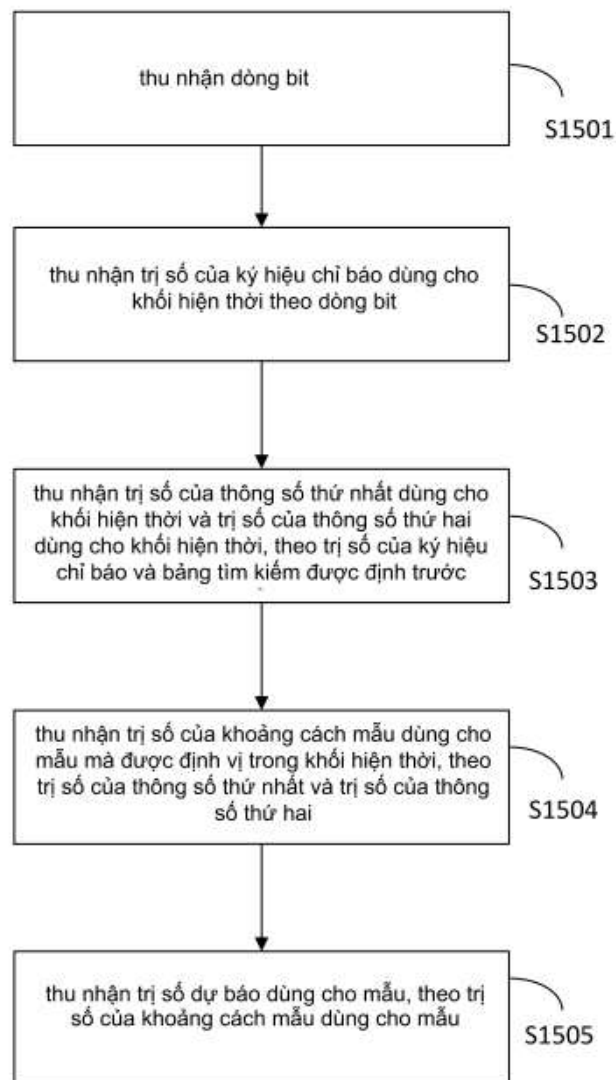 thu nhận dòng bit
S1501
thu nhận trị số của ký hiệu chỉ báo dùng cho
khối hiện thời theo dòng bit
S1502
thu nhận trị số của thông số thứ nhất dùng cho
khối hiện thời và trị số của thông số thứ hai
dùng cho khối hiện thời, theo trị số của ký hiệu
chỉ báo và bảng tìm kiếm được định trước
S1503
thu nhận trị số của khoảng cách mẫu dùng cho
mẫu mà được định vị trong khối hiện thời, theo
trị số của thông số thứ nhất và trị số của thông
số thứ hai
S1504
thu nhận trị số dự báo dùng cho mẫu, theo trị
số của khoảng cách mẫu dùng cho mẫu
S1505